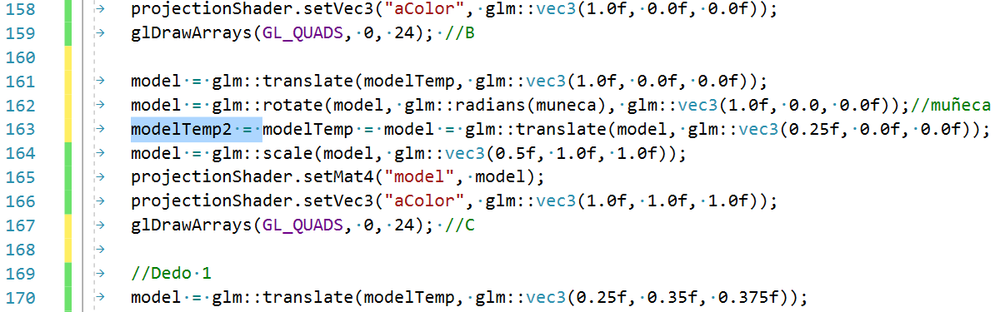 158 projectionShader.setVec3("aColor", glm::vec3(1.0f, 0.0f, 0.0f));
159 glDrawArrays(GL_QUADS, 0, 24); //B
160
161 model = glm::translate(modelTemp, glm::vec3(1.0f, 0.0f, 0.0f));
162 model = glm::rotate(model, glm::radians(muneca), glm::vec3(1.0f, 0.0, 0.0f));//muñeca
163 modelTemp2 = modelTemp = model = glm::translate(model, glm::vec3(0.25f, 0.0f, 0.0f));
164 model = glm::scale(model, glm::vec3(0.5f, 1.0f, 1.0f));
165 projectionShader.setMat4("model", model);
166 projectionShader.setVec3("aColor", glm::vec3(1.0f, 1.0f, 1.0f));
167 glDrawArrays(GL_QUADS, 0, 24); //C
168
169 //Dedo 1
170 model = glm::translate(modelTemp, glm::vec3(0.25f, 0.35f, 0.375f));